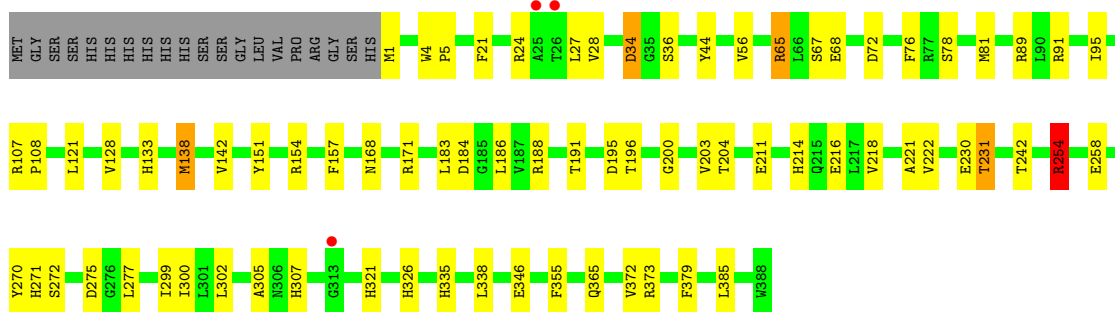 MET GLY SER SER HIS HIS HIS HIS HIS HIS SER SER GLY LEU VAL PRO ARG GLY SER HIS M1 W4 P5 F21 R24 A25 T26 L27 V28 D34 G35 S36 Y44 V56 R65 L66 S67 E68 D72 F76 R77 S78 M81 R89 L90 R91 I95
R107 P108 L121 V128 H133 M138 V142 Y151 R154 F157 N168 R171 L183 D184 G185 L186 V187 R188 T191 D195 T196 G200 V203 T204 E211 H214 Q215 E216 L217 V218 A221 V222 E230 T231 T242 R254 E258
Y270 H271 S272 D275 G276 L277 I299 I300 L301 L302 A305 N306 H307 G313 H321 H326 H335 L338 E346 F355 Q365 V372 R373 F379 L385 W388